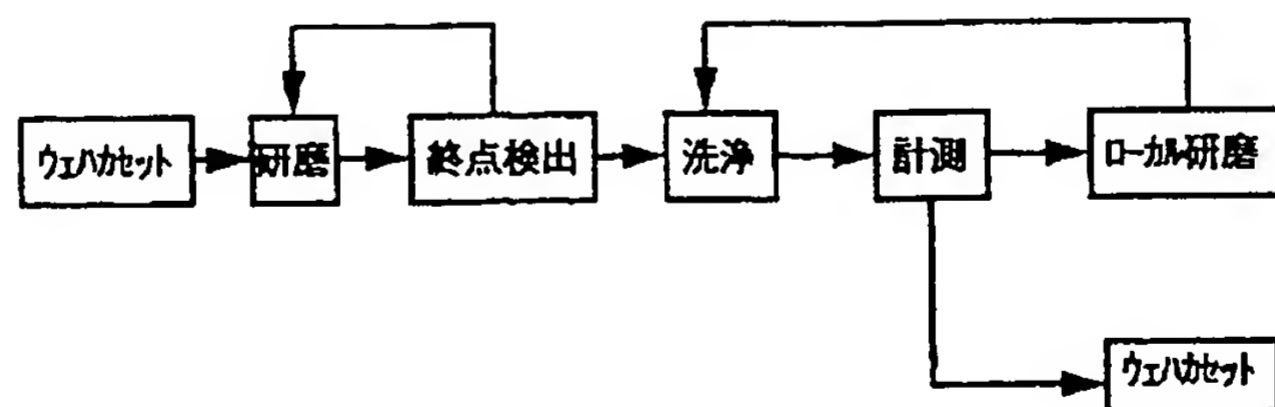 ウェハカセット
研磨
終点検出
洗浄
計測
ローカル研磨
ウェハカセット